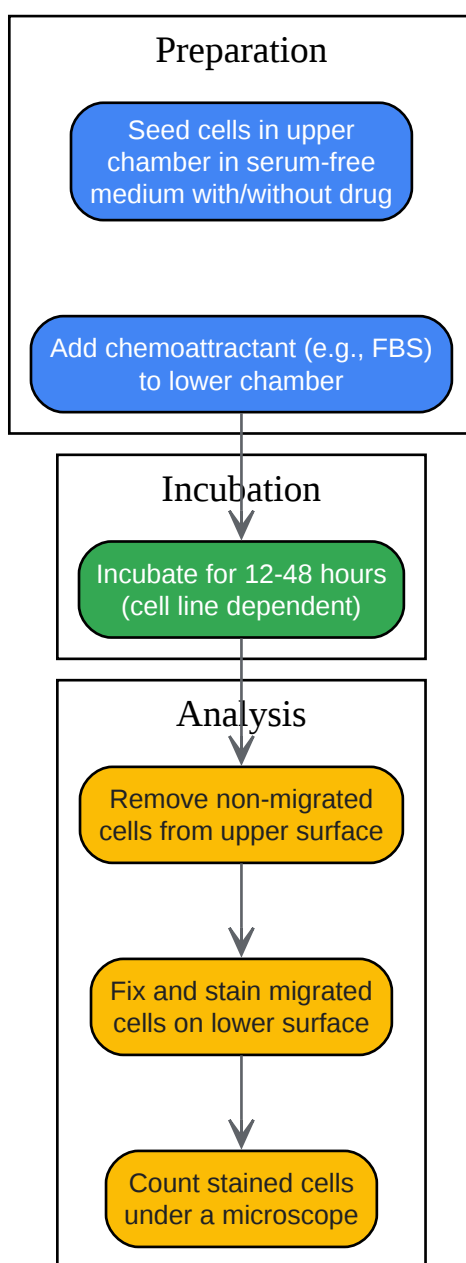 Preparation
Seed cells in upper
chamber in serum-free
medium with/without drug
Add chemoattractant (e.g., FBS)
to lower chamber
Incubation
Incubate for 12-48 hours
(cell line dependent)
Analysis
Remove non-migrated
cells from upper surface
Fix and stain migrated
cells on lower surface
Count stained cells
under a microscope